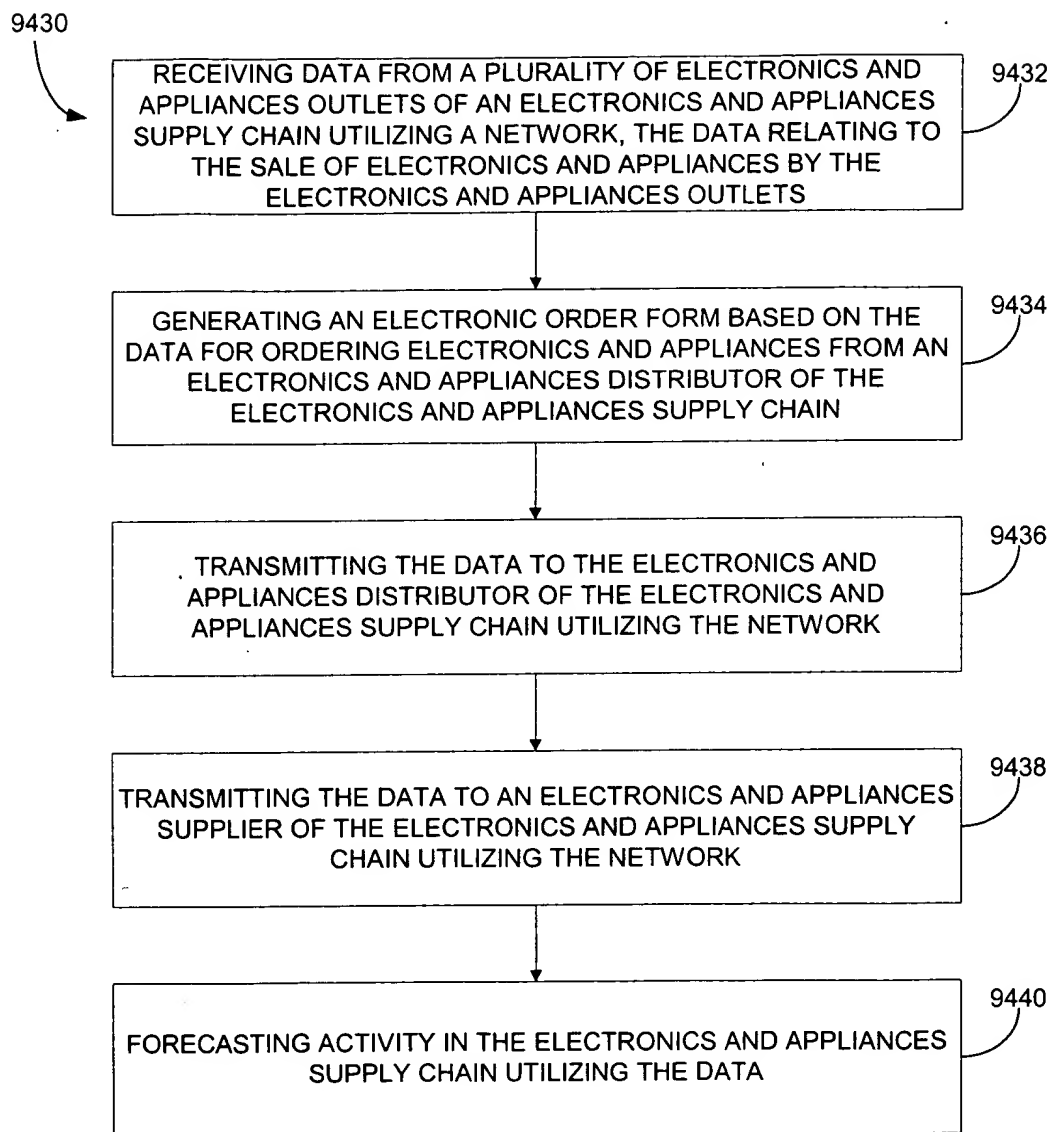 9430
RECEIVING DATA FROM A PLURALITY OF ELECTRONICS AND
APPLIANCES OUTLETS OF AN ELECTRONICS AND APPLIANCES
SUPPLY CHAIN UTILIZING A NETWORK, THE DATA RELATING TO
THE SALE OF ELECTRONICS AND APPLIANCES BY THE
ELECTRONICS AND APPLIANCES OUTLETS
9432
GENERATING AN ELECTRONIC ORDER FORM BASED ON THE
DATA FOR ORDERING ELECTRONICS AND APPLIANCES FROM AN
ELECTRONICS AND APPLIANCES DISTRIBUTOR OF THE
ELECTRONICS AND APPLIANCES SUPPLY CHAIN
9434
TRANSMITTING THE DATA TO THE ELECTRONICS AND
APPLIANCES DISTRIBUTOR OF THE ELECTRONICS AND
APPLIANCES SUPPLY CHAIN UTILIZING THE NETWORK
9436
TRANSMITTING THE DATA TO AN ELECTRONICS AND APPLIANCES
SUPPLIER OF THE ELECTRONICS AND APPLIANCES SUPPLY
CHAIN UTILIZING THE NETWORK
9438
FORECASTING ACTIVITY IN THE ELECTRONICS AND APPLIANCES
SUPPLY CHAIN UTILIZING THE DATA
9440